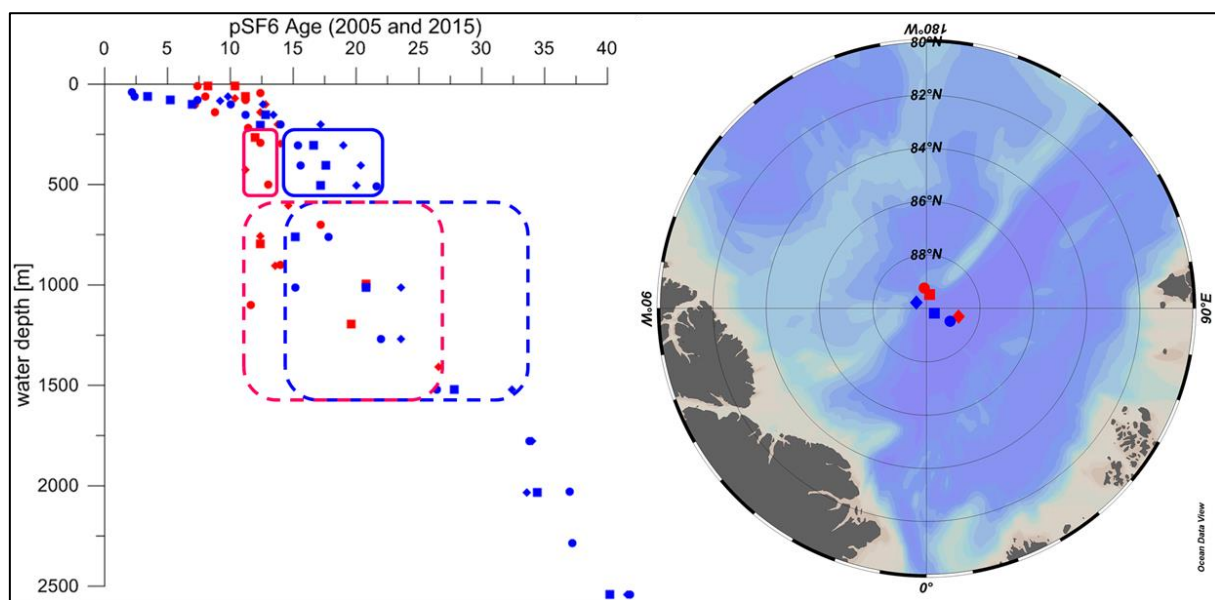 pSF6 Age (2005 and 2015)
0 5 10 15 20 25 30 35 40
0
500
1000
1500
2000
2500
water depth [m]
180°W
80°N
82°N
84°N
86°N
88°N
90°W
90°E
0°
Ocean Data View